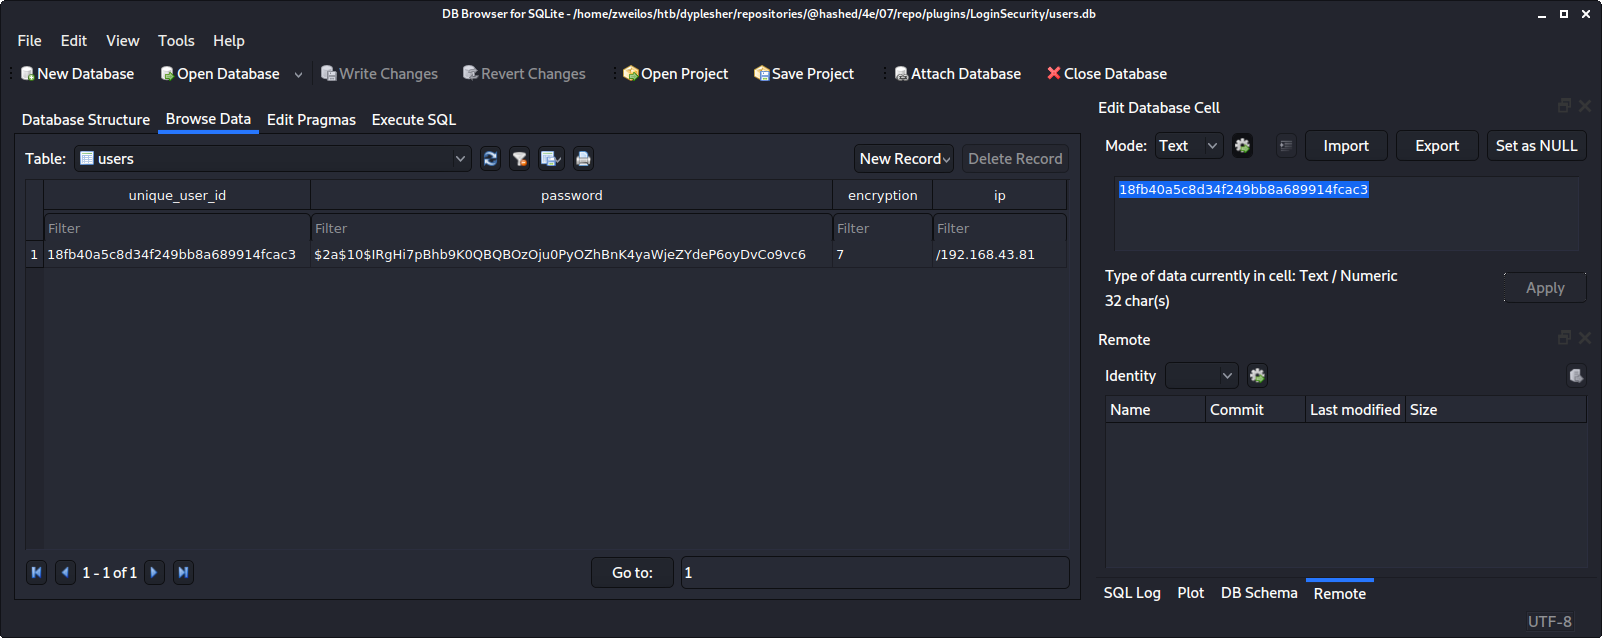 DB Browser for SQLite - /home/zweilos/htb/dyplesher/repositories/@hashed/4e/07/repo/plugins/LoginSecurity/users.db
File Edit View Tools Help
New Database Open Database Write Changes Revert Changes Open Project Save Project Attach Database Close Database
Database Structure Browse Data Edit Pragmas Execute SQL
Table: users New Record Delete Record
unique_user_id password encryption ip
Filter Filter Filter Filter
1 18fb40a5c8d34f249bb8a689914fcac3 $2a$10$IRgHi7pBhb9K0QBQBOzOju0PyOZhBnK4yaWjeZYdeP6oyDvCo9vc6 7 /192.168.43.81
1 - 1 of 1 Go to: 1
Edit Database Cell
Mode: Text Import Export Set as NULL
18fb40a5c8d34f249bb8a689914fcac3
Type of data currently in cell: Text / Numeric
32 char(s)
Apply
Remote
Identity
Name Commit Last modified Size
SQL Log Plot DB Schema Remote
UTF-8